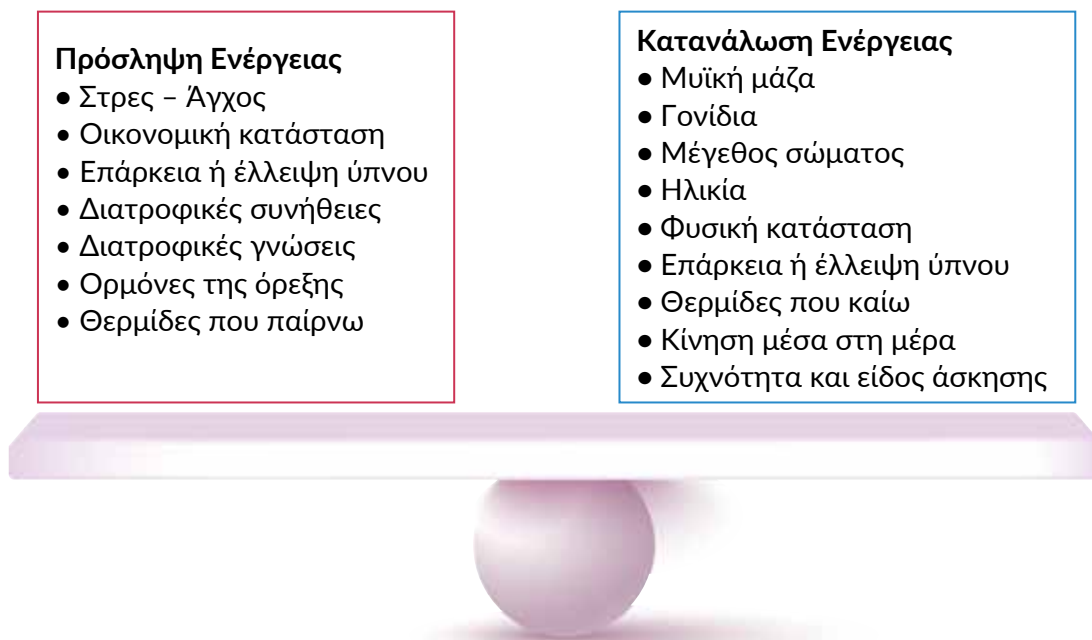 Πρόσληψη Ενέργειας
● Στρες – Άγχος
● Οικονομική κατάσταση
● Επάρκεια ή έλλειψη ύπνου
● Διατροφικές συνήθειες
● Διατροφικές γνώσεις
● Ορμόνες της όρεξης
● Θερμίδες που παίρνω
Κατανάλωση Ενέργειας
● Μυϊκή μάζα
● Γονίδια
● Μέγεθος σώματος
● Ηλικία
● Φυσική κατάσταση
● Επάρκεια ή έλλειψη ύπνου
● Θερμίδες που καίω
● Κίνηση μέσα στη μέρα
● Συχνότητα και είδος άσκησης